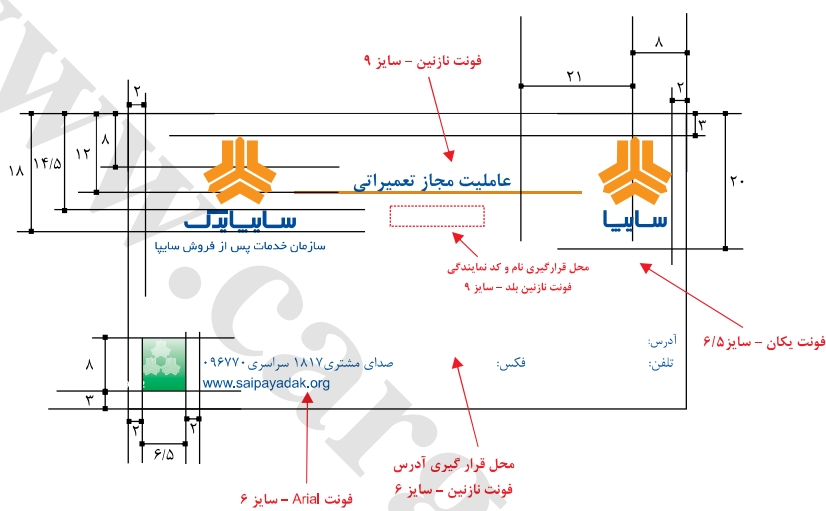 فونت نازنین – سایز ۹
۸
۲۱
۲
۲
۳
۸
۱۲
۱۴/۵
۱۸
۲۰
عاملیت مجاز تعمیراتی
سایپا
سایپایدک
سازمان خدمات پس از فروش سایپا
محل قرارگیری نام و کد نمایندگی
فونت نازنین بلد – سایز ۹
فونت یکان – سایز ۶/۵
آدرس:
تلفن:
فکس:
صدای مشتری ۱۸۱۷ سراسری ۰۹۶۷۷۰
www.saipayadak.org
۸
۳
۲
۲
۶/۵
محل قرار گیری آدرس
فونت نازنین – سایز ۶
فونت Arial – سایز ۶
www.carg